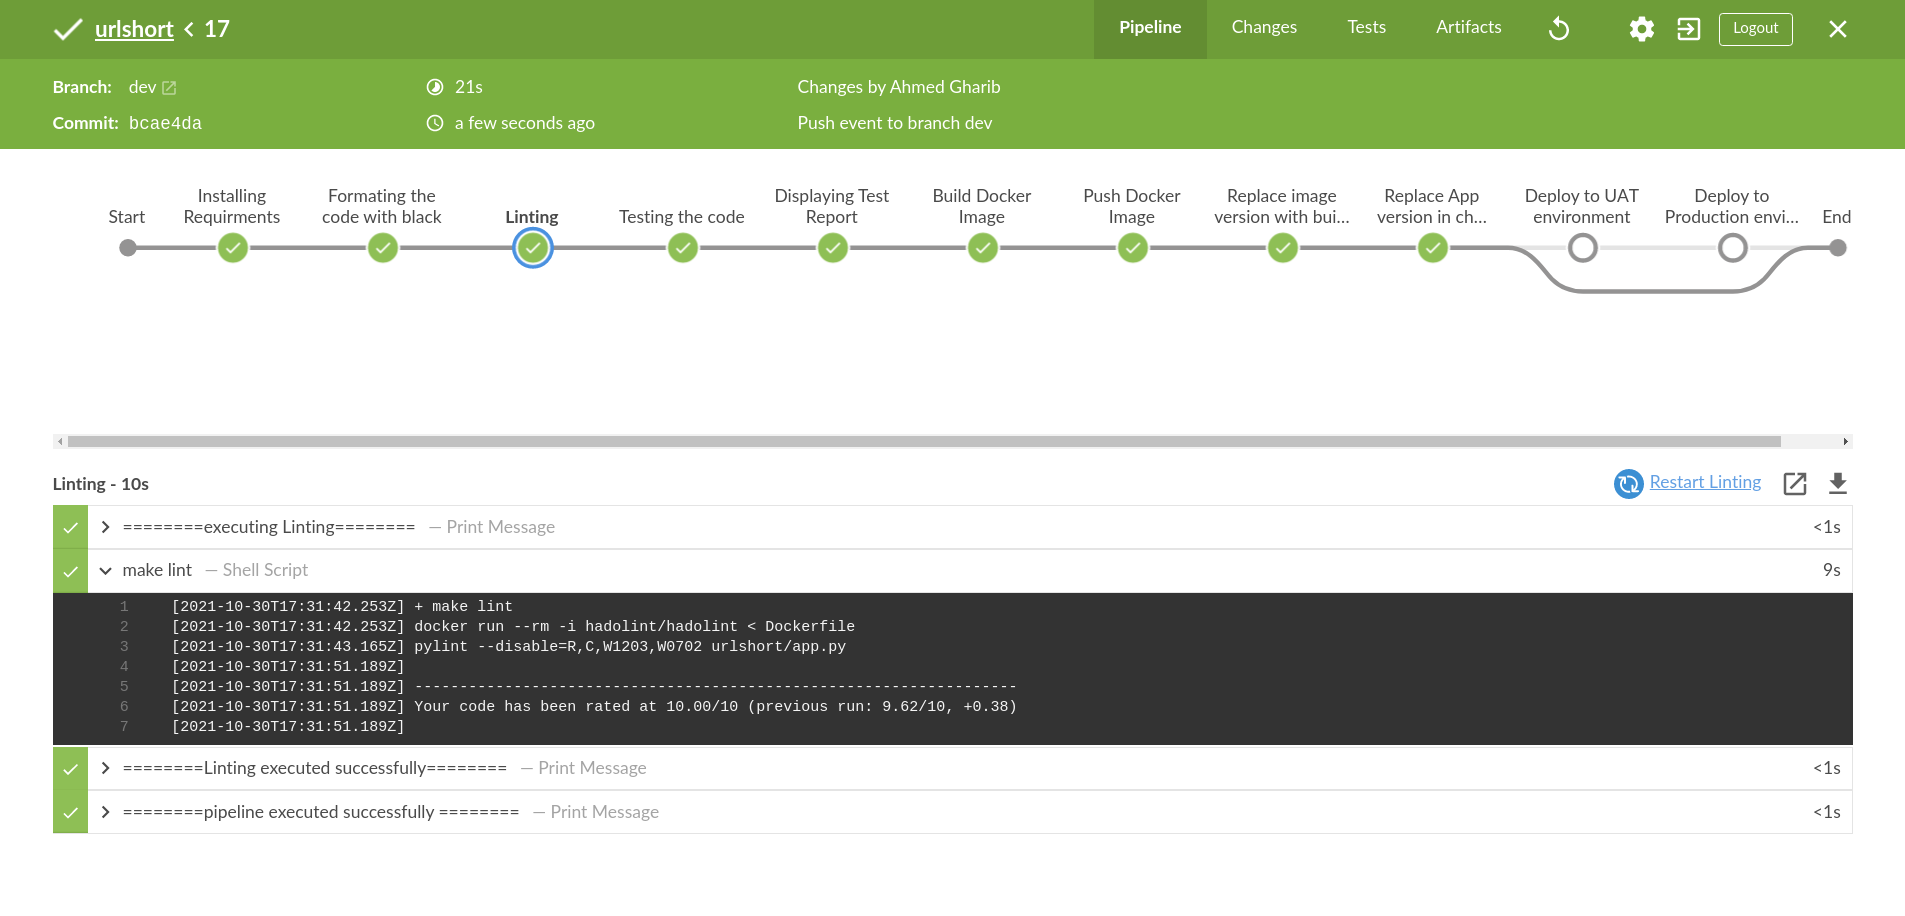 urlshort < 17
Pipeline
Changes
Tests
Artifacts
Logout
Branch: dev
21s
Changes by Ahmed Gharib
Commit: bcae4da
a few seconds ago
Push event to branch dev
Start
Installing
Requirments
Formating the
code with black
Linting
Testing the code
Displaying Test
Report
Build Docker
Image
Push Docker
Image
Replace image
version with bui...
Replace App
version in ch...
Deploy to UAT
environment
Deploy to
Production envi...
End
Linting - 10s
Restart Linting
========executing Linting======== — Print Message <1s
make lint — Shell Script 9s
1 [2021-10-30T17:31:42.253Z] + make lint
2 [2021-10-30T17:31:42.253Z] docker run --rm -i hadolint/hadolint < Dockerfile
3 [2021-10-30T17:31:43.165Z] pylint --disable=R,C,W1203,W0702 urlshort/app.py
4 [2021-10-30T17:31:51.189Z]
5 [2021-10-30T17:31:51.189Z] -------------------------------------------------------------------
6 [2021-10-30T17:31:51.189Z] Your code has been rated at 10.00/10 (previous run: 9.62/10, +0.38)
7 [2021-10-30T17:31:51.189Z]
========Linting executed successfully======== — Print Message <1s
========pipeline executed successfully ======== — Print Message <1s